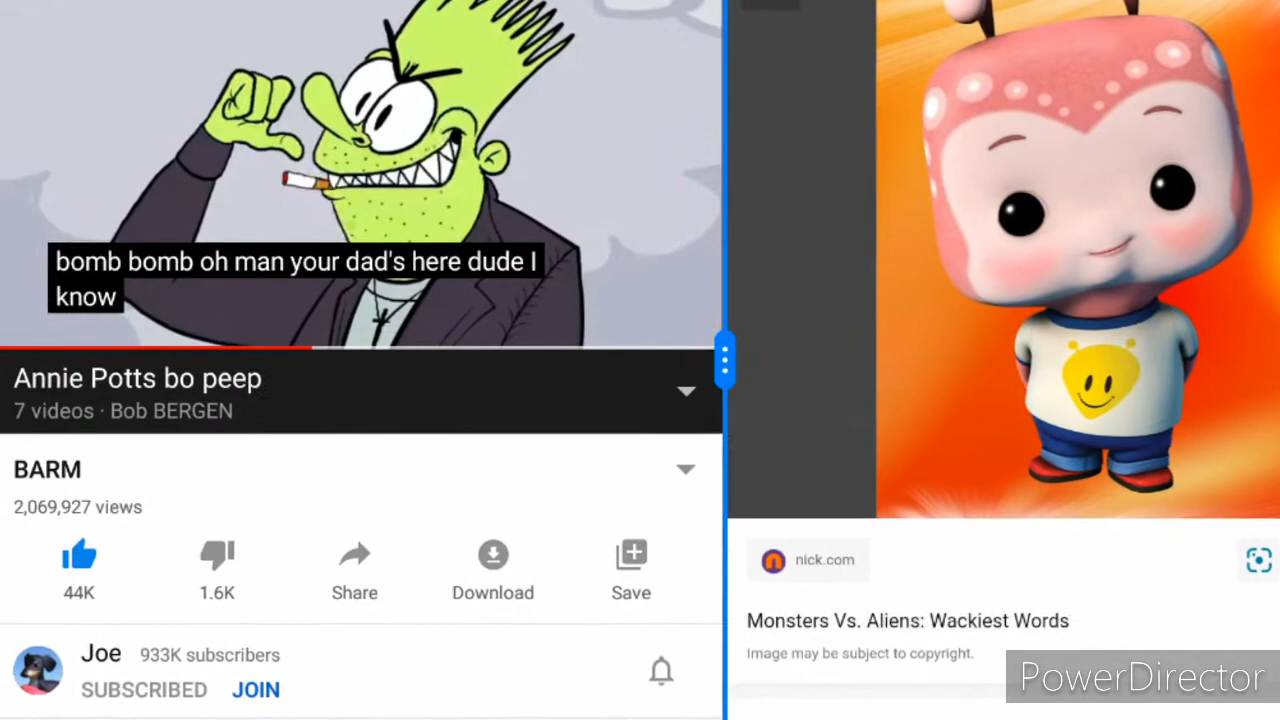 bomb bomb oh man your dad's here dude I
know
Annie Potts bo peep
7 videos · Bob BERGEN
BARM
2,069,927 views
44K
1.6K
Share
Download
Save
Joe 933K subscribers
SUBSCRIBED JOIN
nick.com
Monsters Vs. Aliens: Wackiest Words
Image may be subject to copyright.
PowerDirector